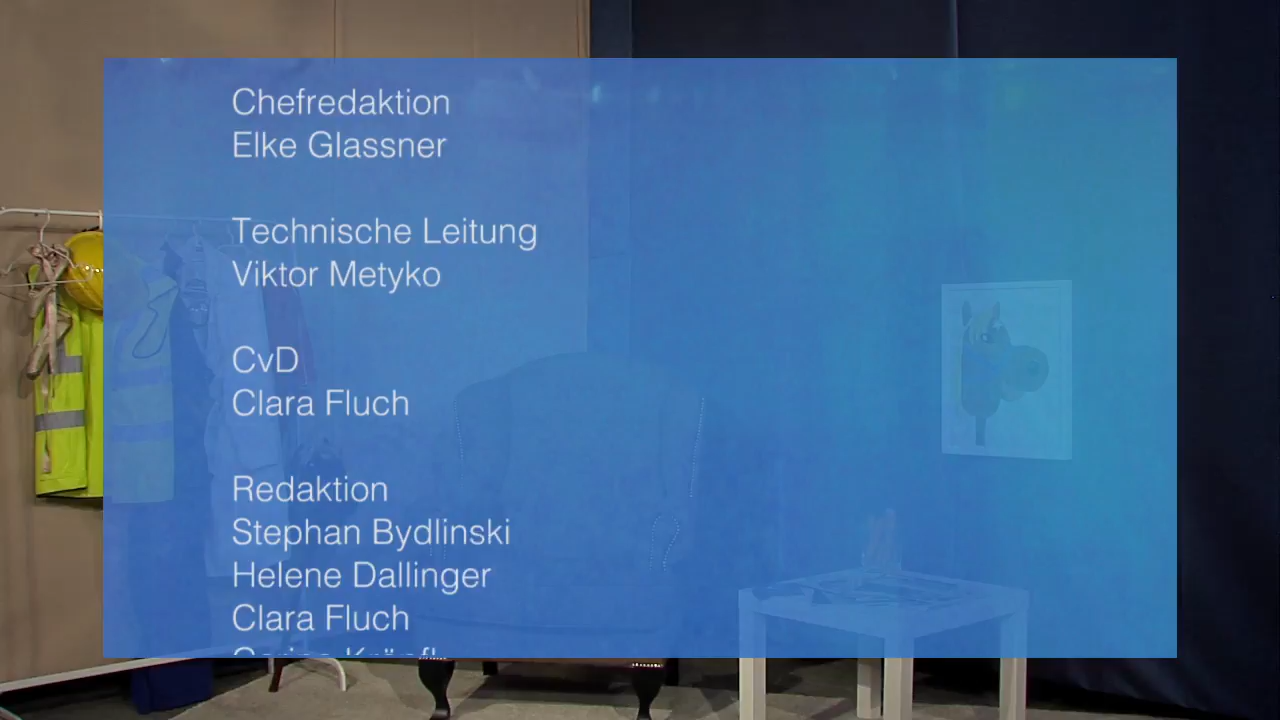 Chefredaktion
Elke Glassner
Technische Leitung
Viktor Metyko
CvD
Clara Fluch
Redaktion
Stephan Bydlinski
Helene Dallinger
Clara Fluch